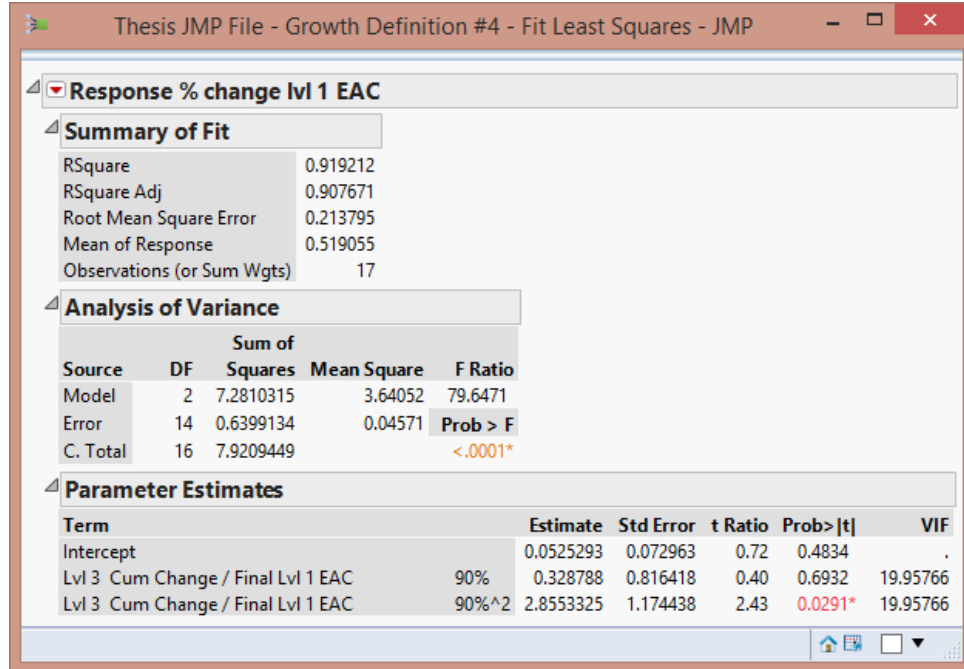 Thesis JMP File - Growth Definition #4 - Fit Least Squares - JMP
Response % change lvl 1 EAC
Summary of Fit
RSquare 0.919212
RSquare Adj 0.907671
Root Mean Square Error 0.213795
Mean of Response 0.519055
Observations (or Sum Wgts) 17
Analysis of Variance
Sum of
Source DF Squares Mean Square F Ratio
Model 2 7.2810315 3.64052 79.6471
Error 14 0.6399134 0.04571 Prob > F
C. Total 16 7.9209449 <.0001*
Parameter Estimates
Term Estimate Std Error t Ratio Prob>|t| VIF
Intercept 0.0525293 0.072963 0.72 0.4834 .
Lvl 3 Cum Change / Final Lvl 1 EAC 90% 0.328788 0.816418 0.40 0.6932 19.95766
Lvl 3 Cum Change / Final Lvl 1 EAC 90%^2 2.8553325 1.174438 2.43 0.0291* 19.95766